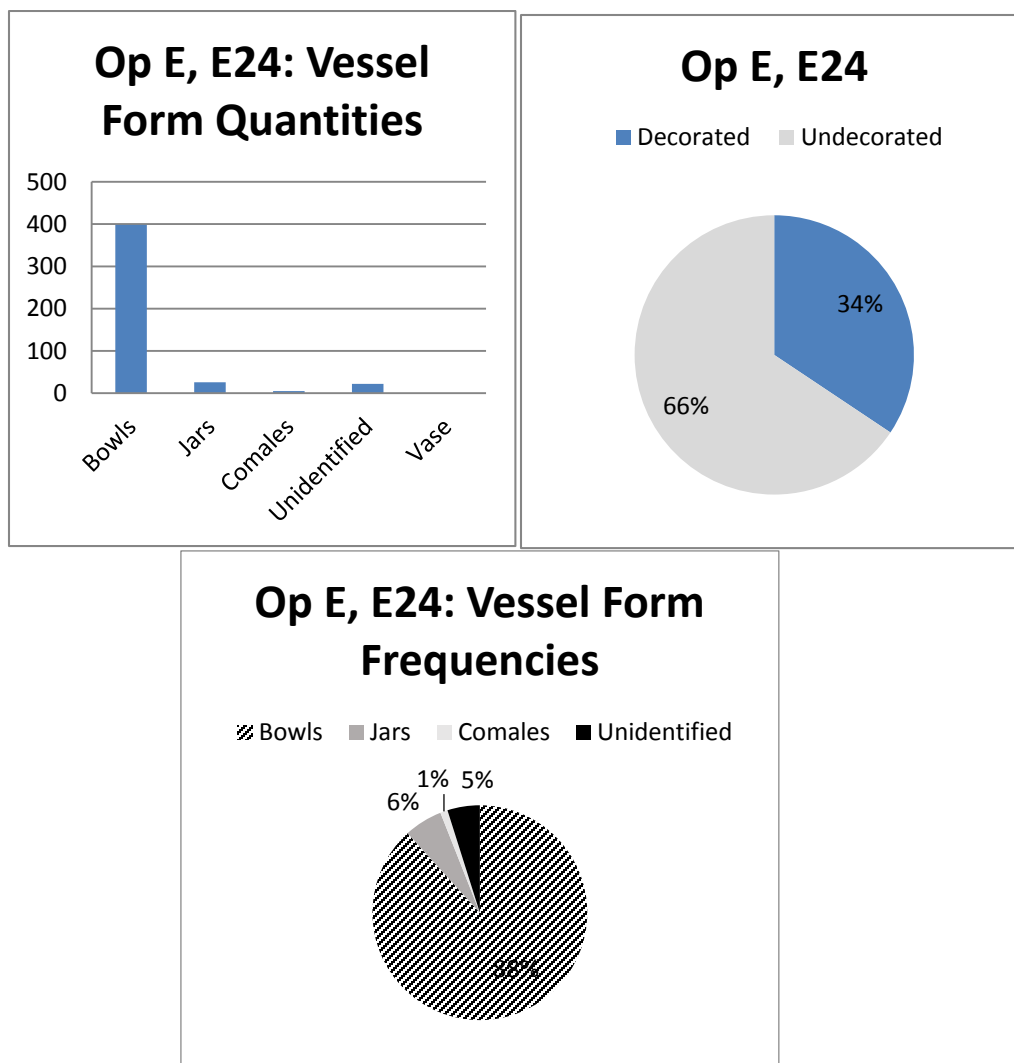 Op E, E24: Vessel
Form Quantities
500
400
300
200
100
0
Bowls
Jars
Comales
Unidentified
Vase
Op E, E24
Decorated Undecorated
34%
66%
Op E, E24: Vessel Form
Frequencies
Bowls Jars Comales Unidentified
1% 5%
6%
88%